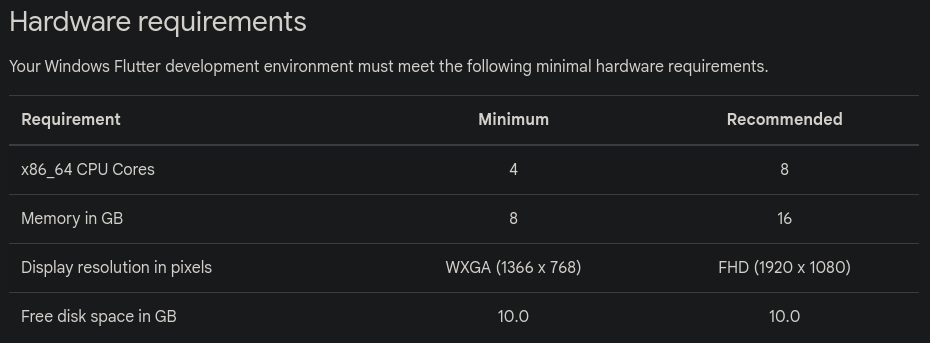 Hardware requirements
Your Windows Flutter development environment must meet the following minimal hardware requirements.
Requirement Minimum Recommended
x86_64 CPU Cores 4 8
Memory in GB 8 16
Display resolution in pixels WXGA (1366 x 768) FHD (1920 x 1080)
Free disk space in GB 10.0 10.0